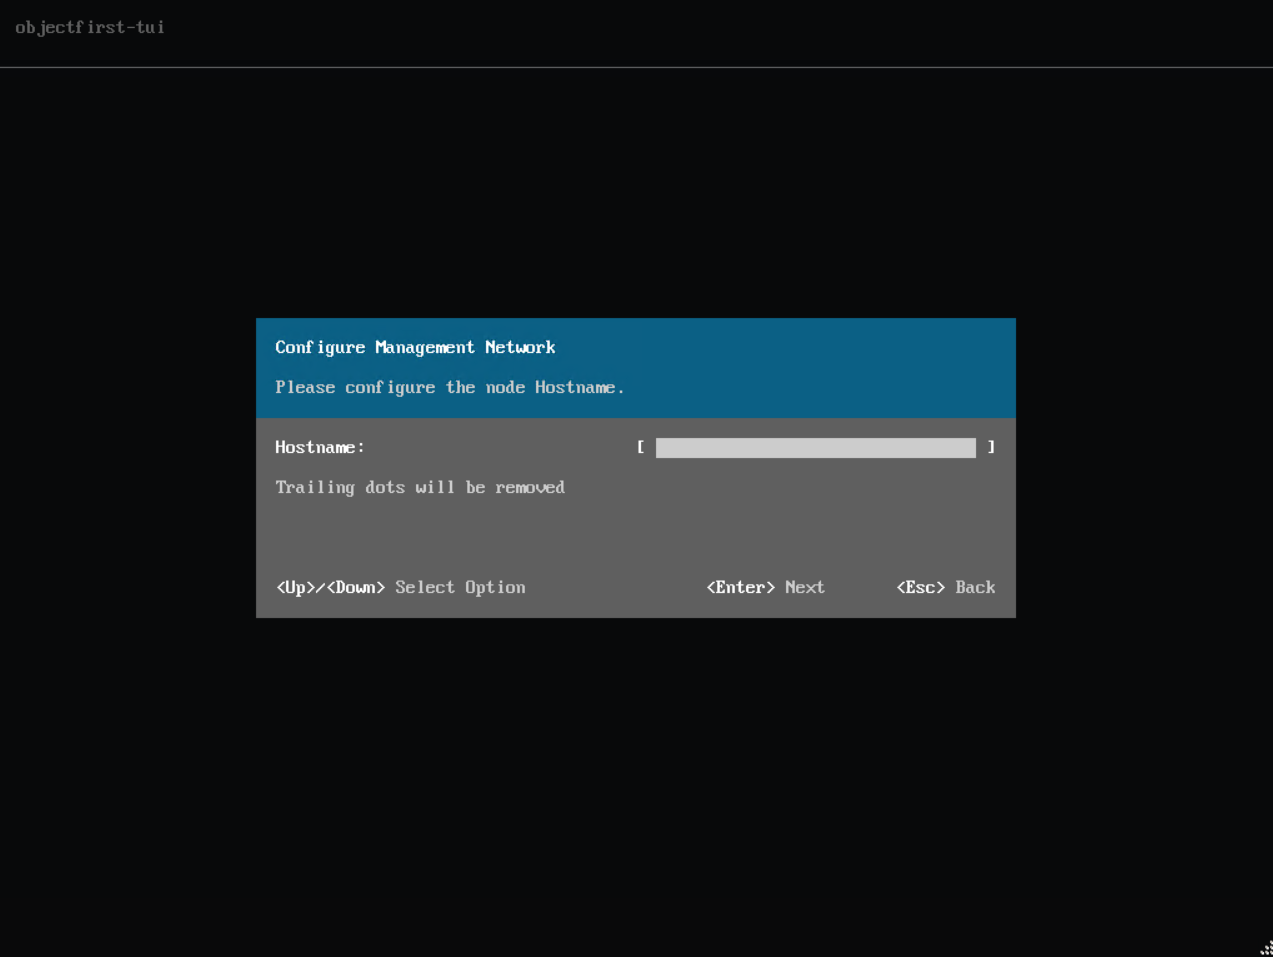 objectfirst-tui
Configure Management Network
Please configure the node Hostname.
Hostname: [ ]
Trailing dots will be removed
<Up>/<Down> Select Option <Enter> Next <Esc> Back